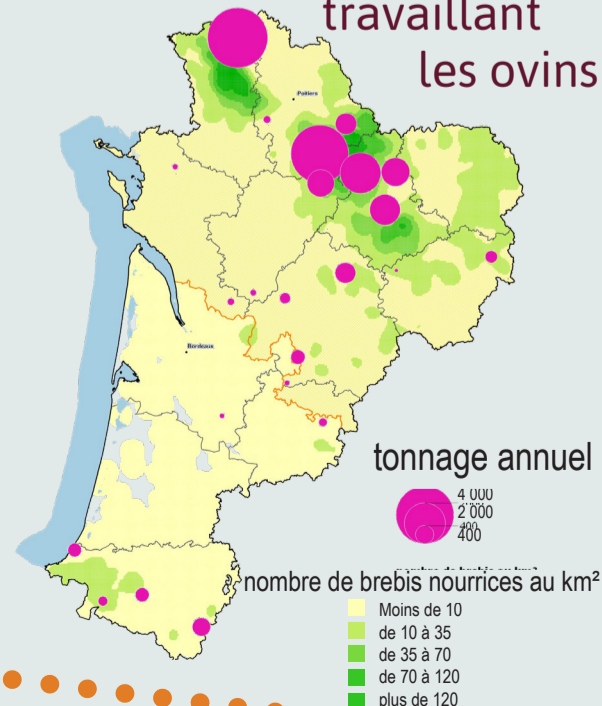 travaillant
les ovins
Poitiers
Bordeaux
tonnage annuel
4 000
2 000
400
400
nombre de brebis nourrices au km²
Moins de 10
de 10 à 35
de 35 à 70
de 70 à 120
plus de 120